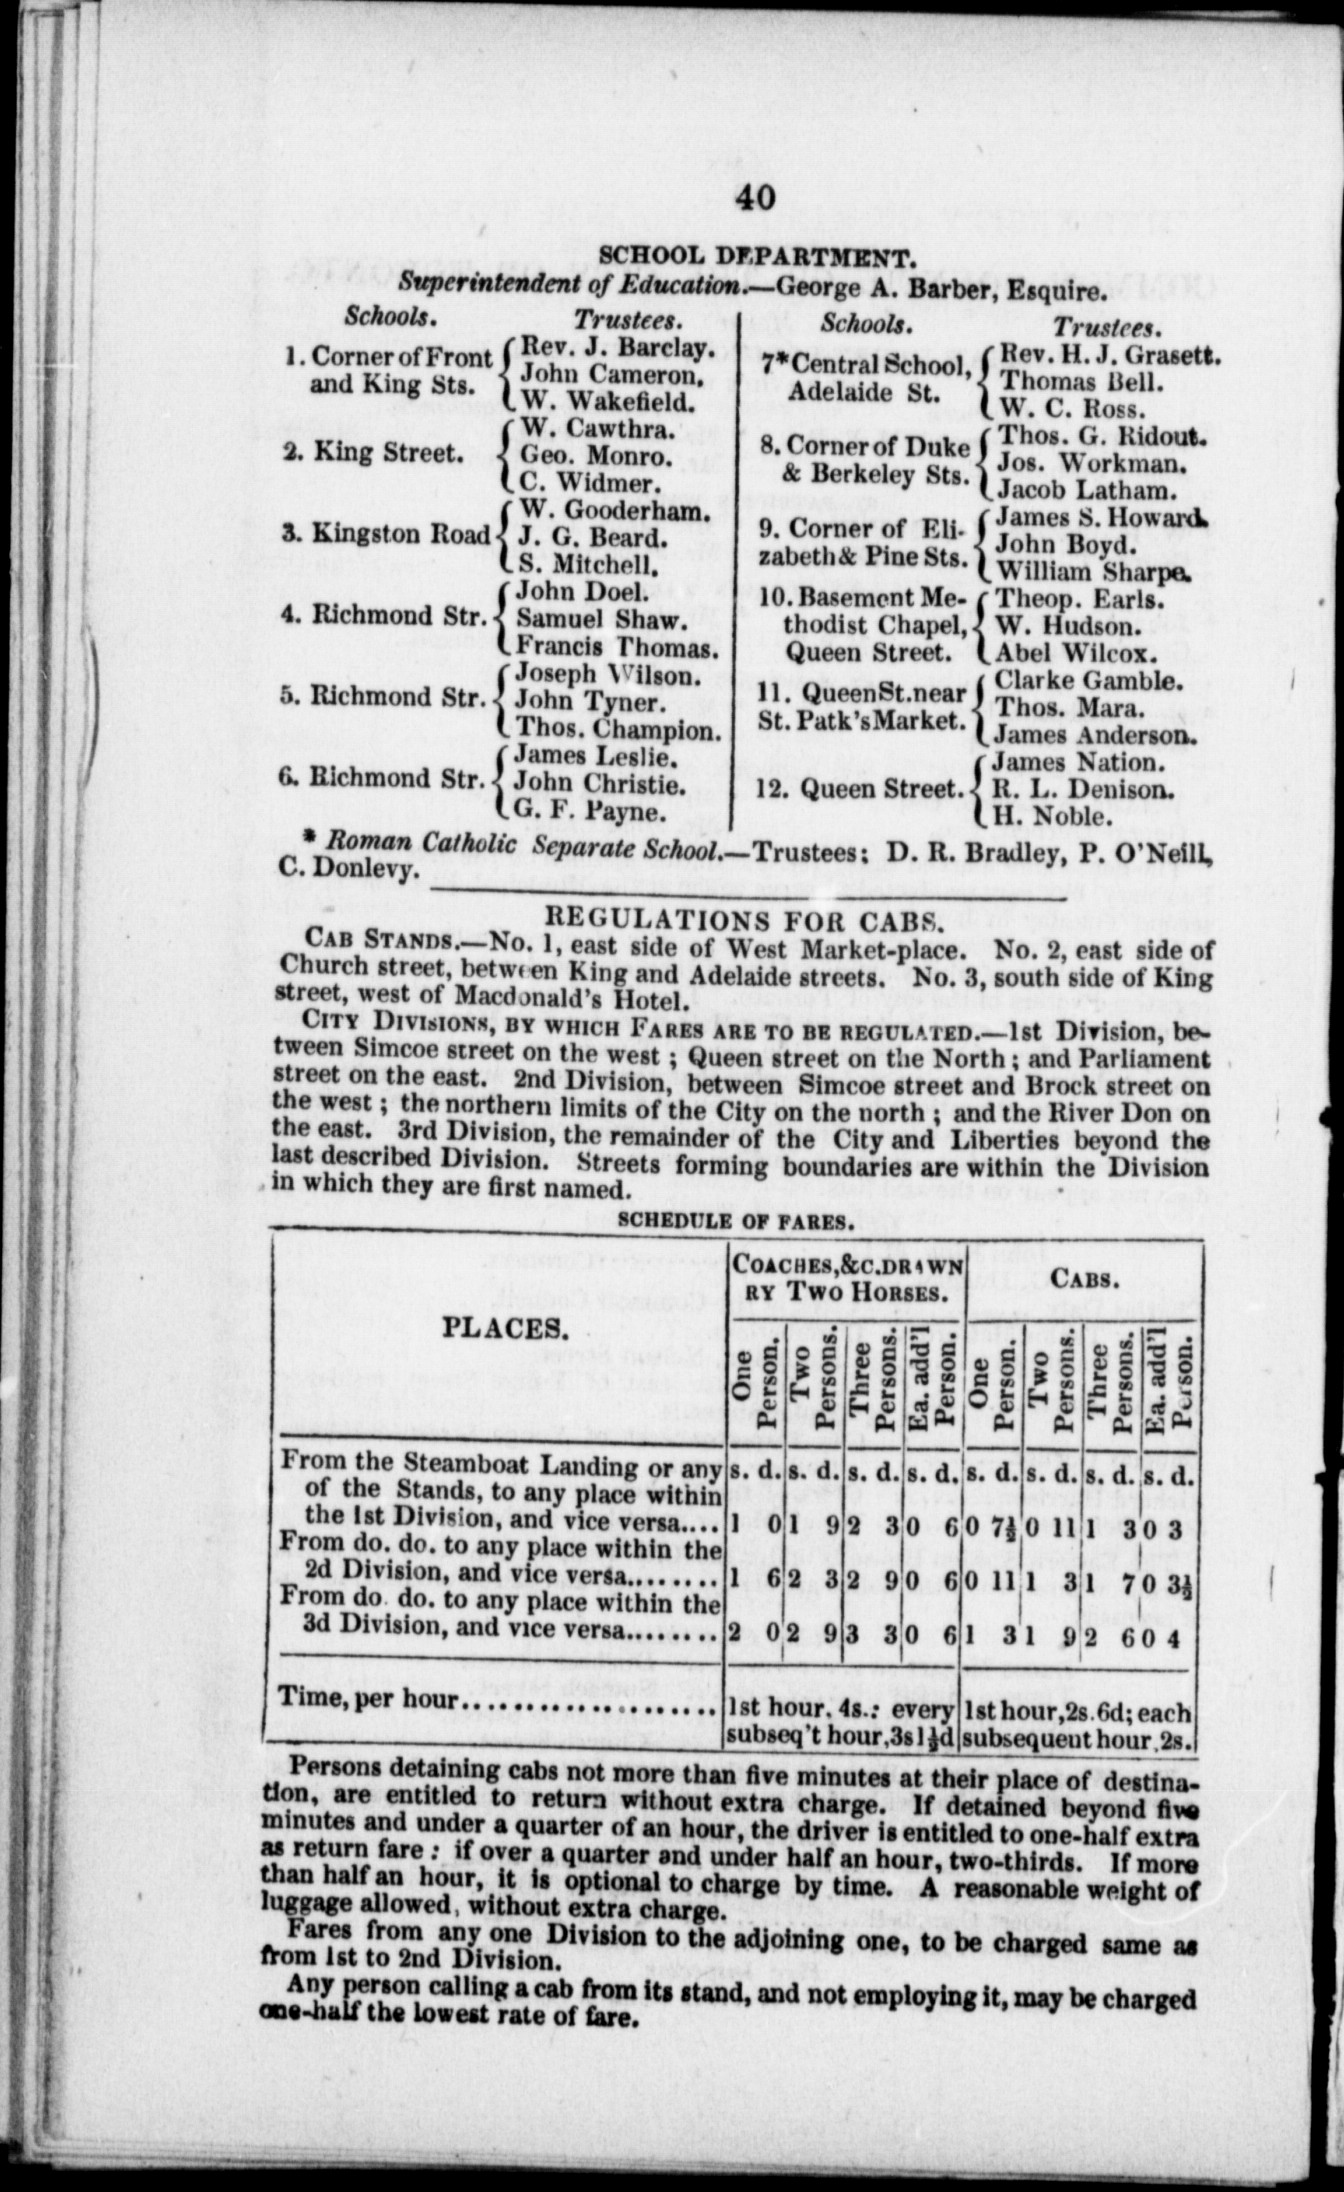 40
SCHOOL DEPARTMENT.
Superintendent of Education.—George A. Barber, Esquire.
Schools. Trustees.
1. Corner of Front and King Sts. { Rev. J. Barclay.
John Cameron.
W. Wakefield.
2. King Street. { W. Cawthra.
Geo. Monro.
C. Widmer.
3. Kingston Road { W. Gooderham.
J. G. Beard.
S. Mitchell.
4. Richmond Str. { John Doel.
Samuel Shaw.
Francis Thomas.
5. Richmond Str. { Joseph Wilson.
John Tyner.
Thos. Champion.
6. Richmond Str. { James Leslie.
John Christie.
G. F. Payne.
Schools. Trustees.
7*Central School, Adelaide St. { Rev. H. J. Grasett.
Thomas Bell.
W. C. Ross.
8. Corner of Duke & Berkeley Sts. { Thos. G. Ridout.
Jos. Workman.
Jacob Latham.
9. Corner of Eli-zabeth & Pine Sts. { James S. Howard.
John Boyd.
William Sharpe.
10. Basement Me-thodist Chapel, Queen Street. { Theop. Earls.
W. Hudson.
Abel Wilcox.
11. Queen St. near St. Patk's Market. { Clarke Gamble.
Thos. Mara.
James Anderson.
12. Queen Street. { James Nation.
R. L. Denison.
H. Noble.
* Roman Catholic Separate School.—Trustees: D. R. Bradley, P. O'Neill,
C. Donlevy.
REGULATIONS FOR CABS.
CAB STANDS.—No. 1, east side of West Market-place. No. 2, east side of
Church street, between King and Adelaide streets. No. 3, south side of King
street, west of Macdonald's Hotel.
CITY DIVISIONS, BY WHICH FARES ARE TO BE REGULATED.—1st Division, be-
tween Simcoe street on the west; Queen street on the North; and Parliament
street on the east. 2nd Division, between Simcoe street and Brock street on
the west; the northern limits of the City on the north; and the River Don on
the east. 3rd Division, the remainder of the City and Liberties beyond the
last described Division. Streets forming boundaries are within the Division
in which they are first named.
SCHEDULE OF FARES.
PLACES. COACHES, &C. DRAWN RY TWO HORSES. CABS.
One Person. Two Persons. Three Persons. Ea. add'l Person. One Person. Two Persons. Three Persons. Ea. add'l Person.
From the Steamboat Landing or any s. d. s. d. s. d. s. d. s. d. s. d. s. d. s. d.
of the Stands, to any place within
the 1st Division, and vice versa.... 1 0 1 9 2 3 0 6 0 7½ 0 11 1 3 0 3
From do. do. to any place within the
2d Division, and vice versa........ 1 6 2 3 2 9 0 6 0 11 1 3 1 7 0 3½
From do. do. to any place within the
3d Division, and vice versa........ 2 0 2 9 3 3 0 6 1 3 1 9 2 6 0 4
Time, per hour.................... 1st hour. 4s.: every 1st hour, 2s. 6d; each
subseq't hour, 3s 1½d subsequent hour, 2s.
Persons detaining cabs not more than five minutes at their place of destina-
tion, are entitled to return without extra charge. If detained beyond five
minutes and under a quarter of an hour, the driver is entitled to one-half extra
as return fare: if over a quarter and under half an hour, two-thirds. If more
than half an hour, it is optional to charge by time. A reasonable weight of
luggage allowed, without extra charge.
Fares from any one Division to the adjoining one, to be charged same as
from 1st to 2nd Division.
Any person calling a cab from its stand, and not employing it, may be charged
one-half the lowest rate of fare.